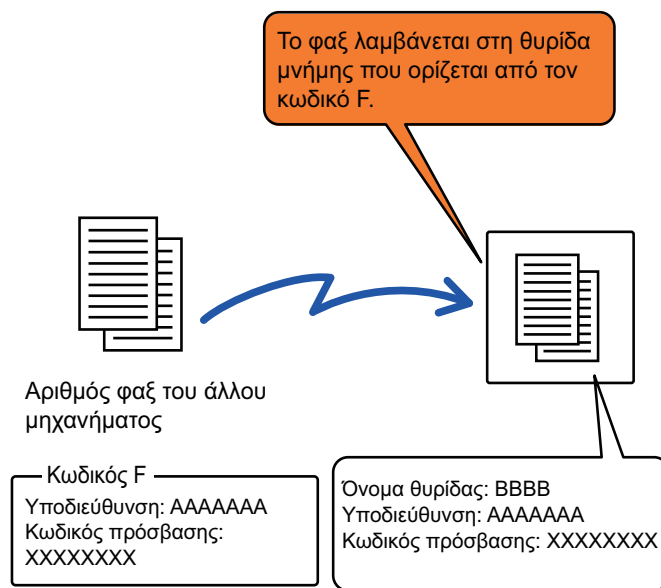 Το φαξ λαμβάνεται στη θυρίδα
μνήμης που ορίζεται από τον
κωδικό F.
Αριθμός φαξ του άλλου
μηχανήματος
Κωδικός F
Υποδιεύθυνση: AAAAAAA
Κωδικός πρόσβασης:
XXXXXXXX
Όνομα θυρίδας: BBBB
Υποδιεύθυνση: AAAAAAA
Κωδικός πρόσβασης: XXXXXXXX